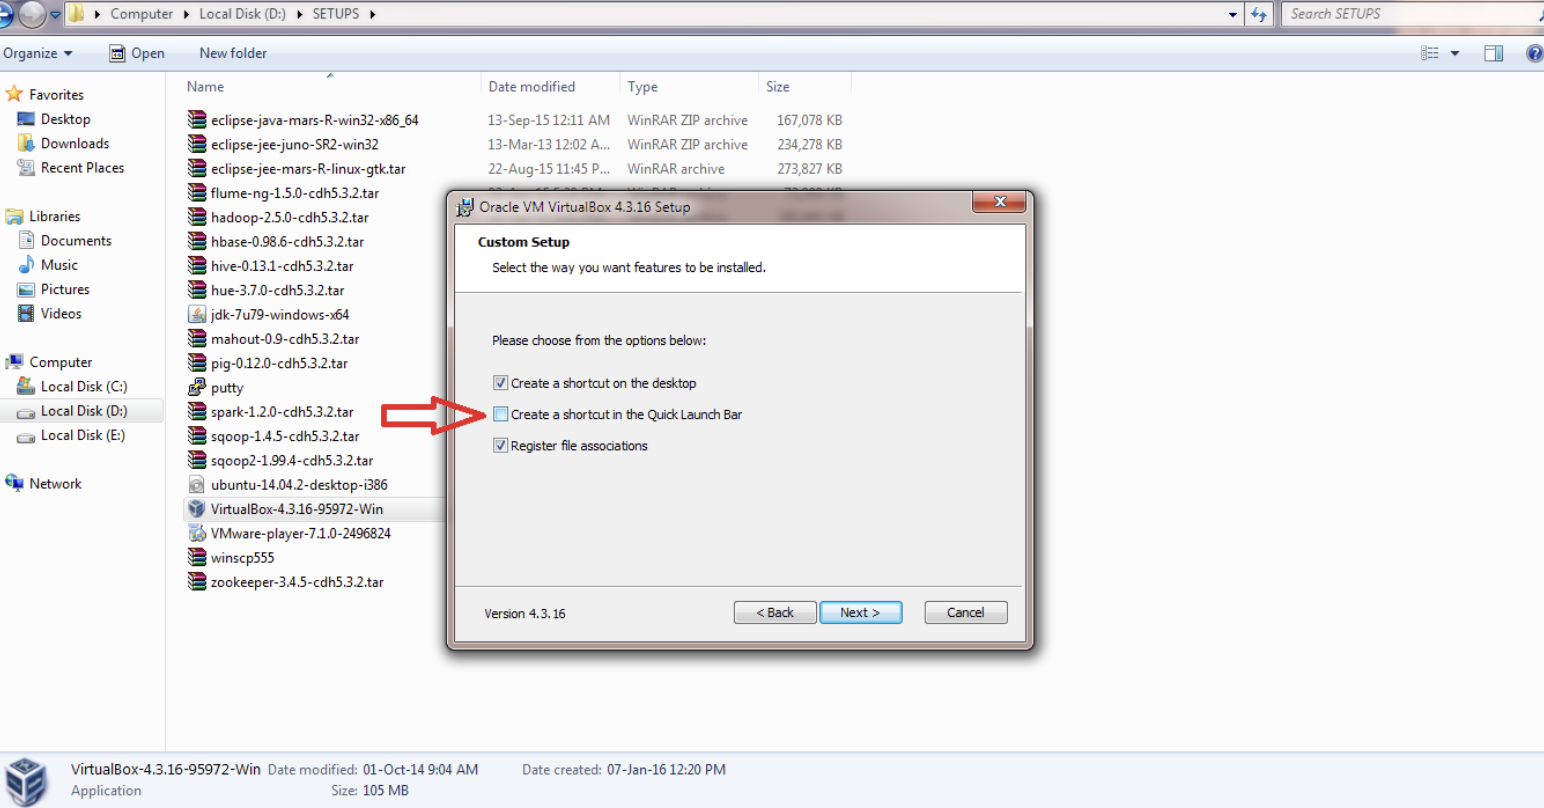 Computer Local Disk (D:) SETUPS
Search SETUPS
Organize Open New folder
Name Date modified Type Size
Favorites
Desktop
Downloads
Recent Places
Libraries
Documents
Music
Pictures
Videos
Computer
Local Disk (C:)
Local Disk (D:)
Local Disk (E:)
Network
eclipse-java-mars-R-win32-x86_64 13-Sep-15 12:11 AM WinRAR ZIP archive 167,078 KB
eclipse-jee-juno-SR2-win32 13-Mar-13 12:02 A... WinRAR ZIP archive 234,278 KB
eclipse-jee-mars-R-linux-gtk.tar 22-Aug-15 11:45 P... WinRAR archive 273,827 KB
flume-ng-1.5.0-cdh5.3.2.tar
hadoop-2.5.0-cdh5.3.2.tar
hbase-0.98.6-cdh5.3.2.tar
hive-0.13.1-cdh5.3.2.tar
hue-3.7.0-cdh5.3.2.tar
jdk-7u79-windows-x64
mahout-0.9-cdh5.3.2.tar
pig-0.12.0-cdh5.3.2.tar
putty
spark-1.2.0-cdh5.3.2.tar
sqoop-1.4.5-cdh5.3.2.tar
sqoop2-1.99.4-cdh5.3.2.tar
ubuntu-14.04.2-desktop-i386
VirtualBox-4.3.16-95972-Win
VMware-player-7.1.0-2496824
winscp555
zookeeper-3.4.5-cdh5.3.2.tar
Oracle VM VirtualBox 4.3.16 Setup
Custom Setup
Select the way you want features to be installed.
Please choose from the options below:
Create a shortcut on the desktop
Create a shortcut in the Quick Launch Bar
Register file associations
Version 4.3.16 < Back Next > Cancel
VirtualBox-4.3.16-95972-Win Date modified: 01-Oct-14 9:04 AM Date created: 07-Jan-16 12:20 PM
Application Size: 105 MB